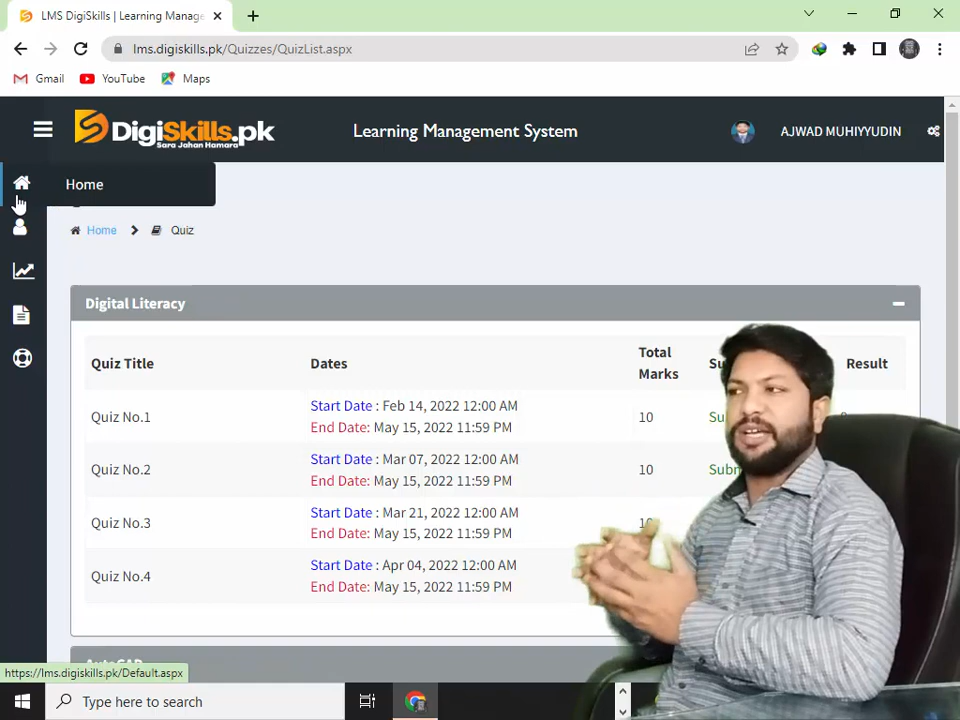 LMS DigiSkills | Learning Manage
lms.digiskills.pk/Quizzes/QuizList.aspx
Gmail YouTube Maps
DigiSkills.pk
Sara Jahan Hamara
Learning Management System
AJWAD MUHIYYUDIN
Home
Home Quiz
Digital Literacy
Quiz Title Dates Total Marks Result
Quiz No.1
Start Date : Feb 14, 2022 12:00 AM
End Date: May 15, 2022 11:59 PM
10
Quiz No.2
Start Date : Mar 07, 2022 12:00 AM
End Date: May 15, 2022 11:59 PM
10
Quiz No.3
Start Date : Mar 21, 2022 12:00 AM
End Date: May 15, 2022 11:59 PM
10
Quiz No.4
Start Date : Apr 04, 2022 12:00 AM
End Date: May 15, 2022 11:59 PM
https://lms.digiskills.pk/Default.aspx
Type here to search